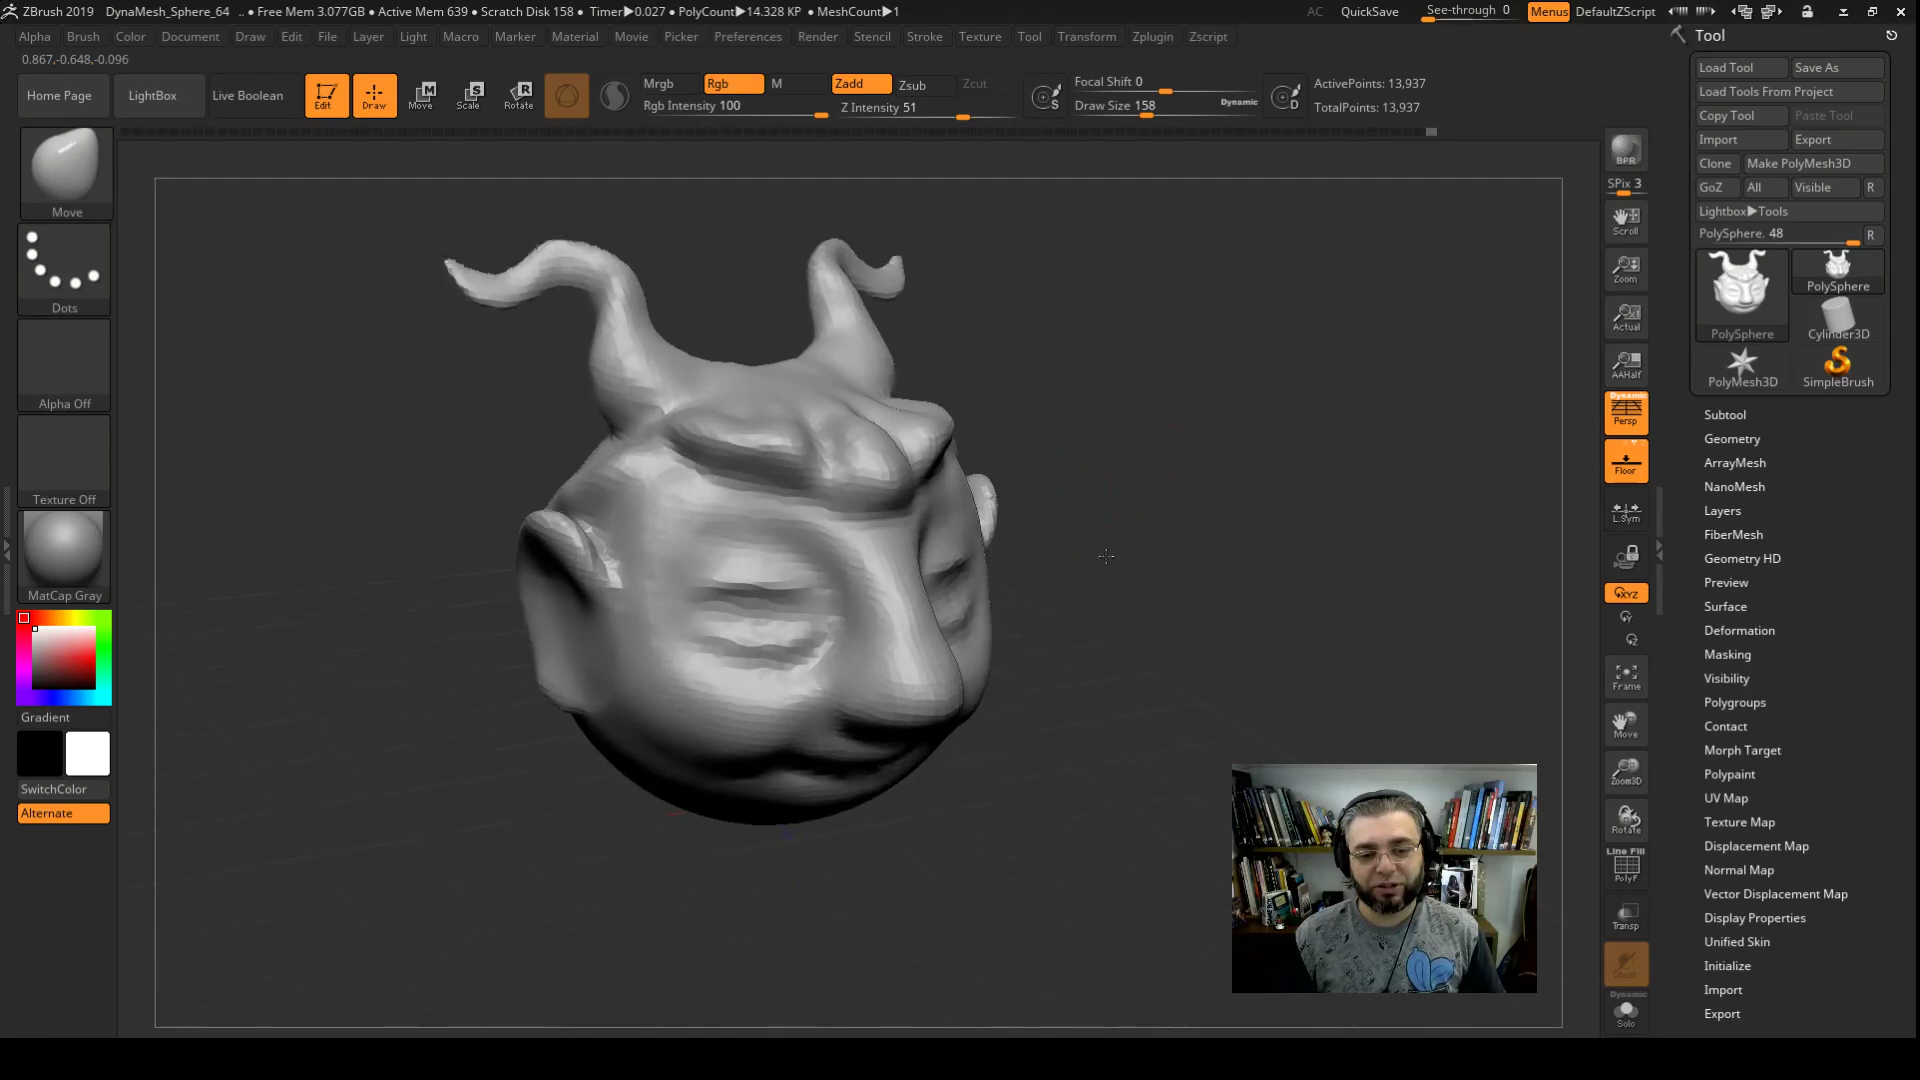 ZBrush 2019 DynaMesh_Sphere_64 .. ● Free Mem 3.077GB ● Active Mem 639 ● Scratch Disk 158 ● Timer▶0.027 ● PolyCount▶14.328 KP ● MeshCount▶1 AC QuickSave See-through 0 Menus DefaultZScript
Alpha Brush Color Document Draw Edit File Layer Light Macro Marker Material Movie Picker Preferences Render Stencil Stroke Texture Tool Transform Zplugin Zscript
0.867,-0.648,-0.096
Home Page LightBox Live Boolean Edit Draw Move Scale Rotate
M S R
Mrgb Rgb M Zadd Zsub Zcut
Rgb Intensity 100 Z Intensity 51
S Focal Shift 0
Draw Size 158 Dynamic
D ActivePoints: 13,937
TotalPoints: 13,937
Move
Dots
Alpha Off
Texture Off
MatCap Gray
Gradient
SwitchColor
Alternate
BPR
SPix 3
Scroll
Zoom
Actual
AAHalf
Dynamic
Persp
Floor
L.Sym
XYZ
Y
Z
Frame
Move
Zoom3D
Rotate
Line Fill
PolyF
Transp
Ghost
Dynamic
Solo
Tool
Load Tool Save As
Load Tools From Project
Copy Tool Paste Tool
Import Export
Clone Make PolyMesh3D
GoZ All Visible R
Lightbox▶Tools
PolySphere. 48 R
PolySphere PolySphere
Cylinder3D
PolyMesh3D SimpleBrush
Subtool
Geometry
ArrayMesh
NanoMesh
Layers
FiberMesh
Geometry HD
Preview
Surface
Deformation
Masking
Visibility
Polygroups
Contact
Morph Target
Polypaint
UV Map
Texture Map
Displacement Map
Normal Map
Vector Displacement Map
Display Properties
Unified Skin
Initialize
Import
Export